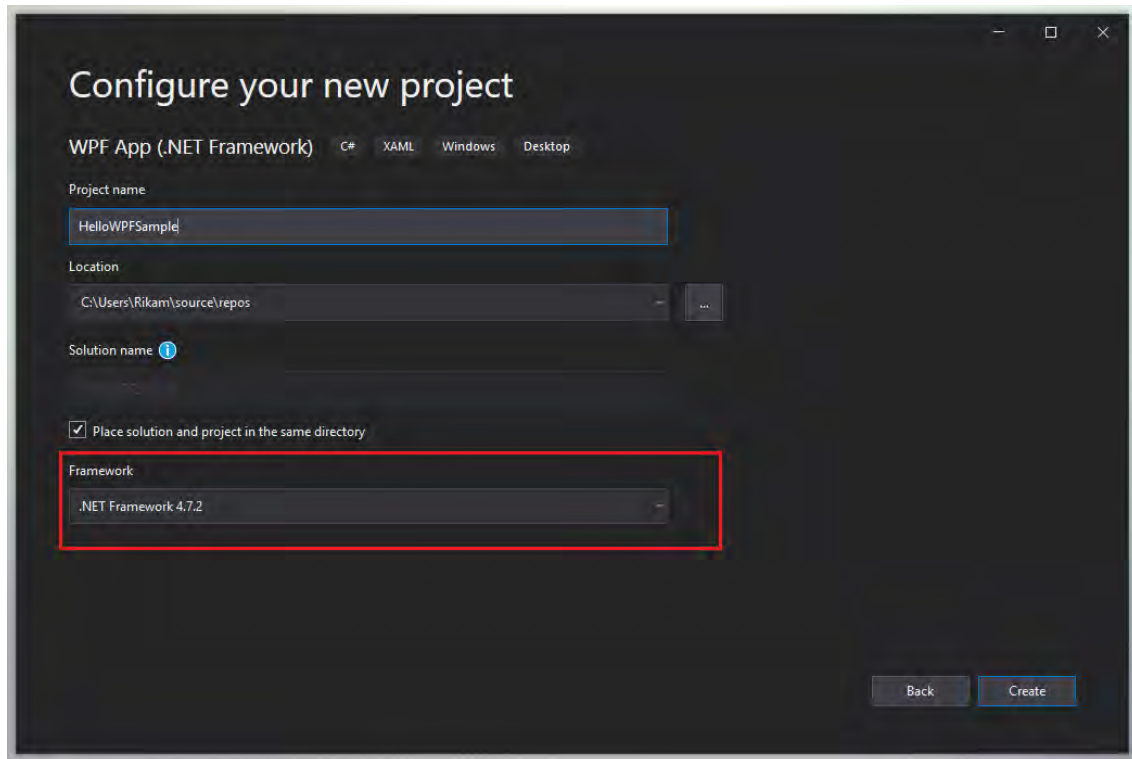 Configure your new project
WPF App (.NET Framework) C# XAML Windows Desktop
Project name
HelloWPFSample
Location
C:\Users\Rikam\source\repos
...
Solution name
Place solution and project in the same directory
Framework
.NET Framework 4.7.2
Back Create